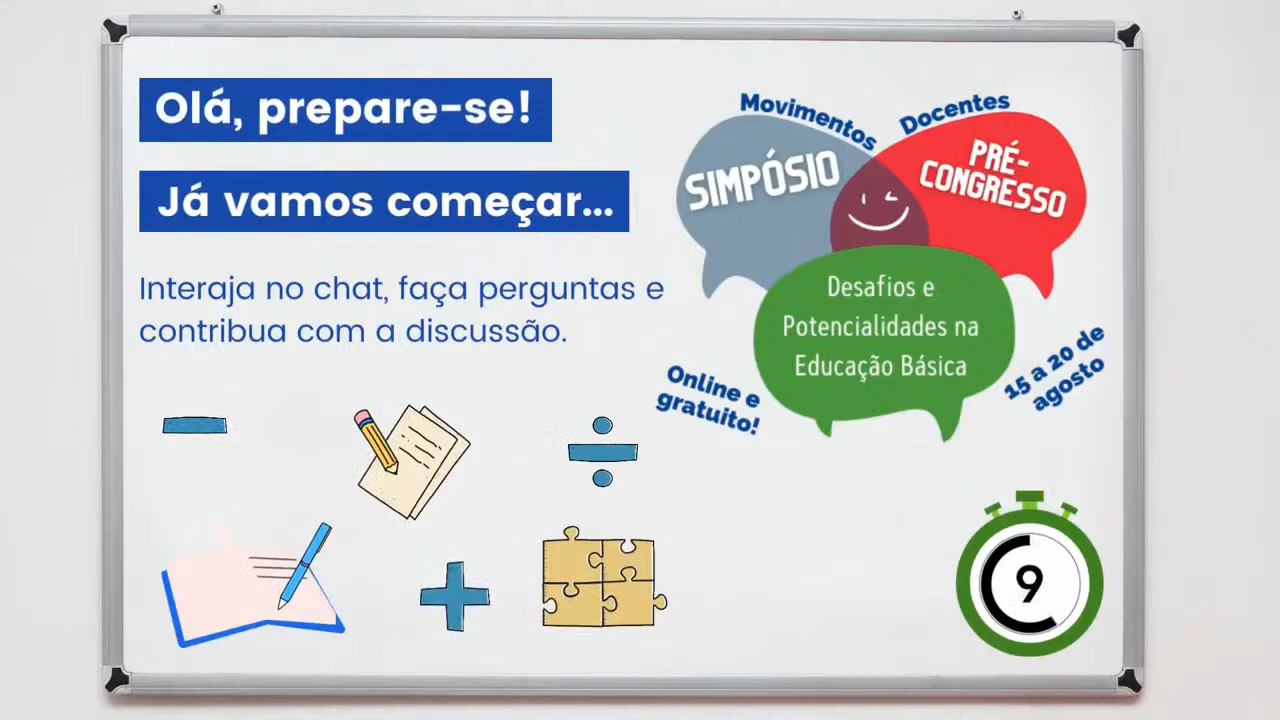 Olá, prepare-se!
Já vamos começar...
Interaja no chat, faça perguntas e
contribua com a discussão.
Movimentos
Docentes
SIMPÓSIO
PRÉ-
CONGRESSO
Desafios e
Potencialidades na
Educação Básica
Online e
gratuito!
15 a 20 de
agosto
9